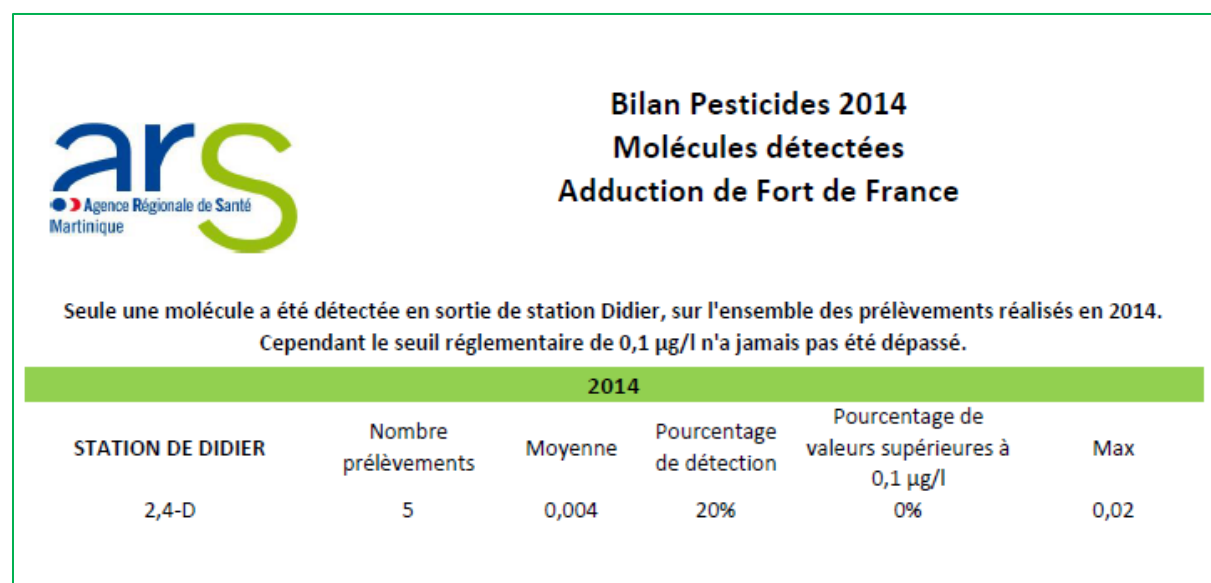 Bilan Pesticides 2014
Molécules détectées
Adduction de Fort de France
ars
Agence Régionale de Santé
Martinique
Seule une molécule a été détectée en sortie de station Didier, sur l'ensemble des prélèvements réalisés en 2014.
Cependant le seuil réglementaire de 0,1 µg/l n'a jamais pas été dépassé.
2014
STATION DE DIDIER
Nombre
prélèvements
Moyenne
Pourcentage
de détection
Pourcentage de
valeurs supérieures à
0,1 µg/l
Max
2,4-D 5 0,004 20% 0% 0,02